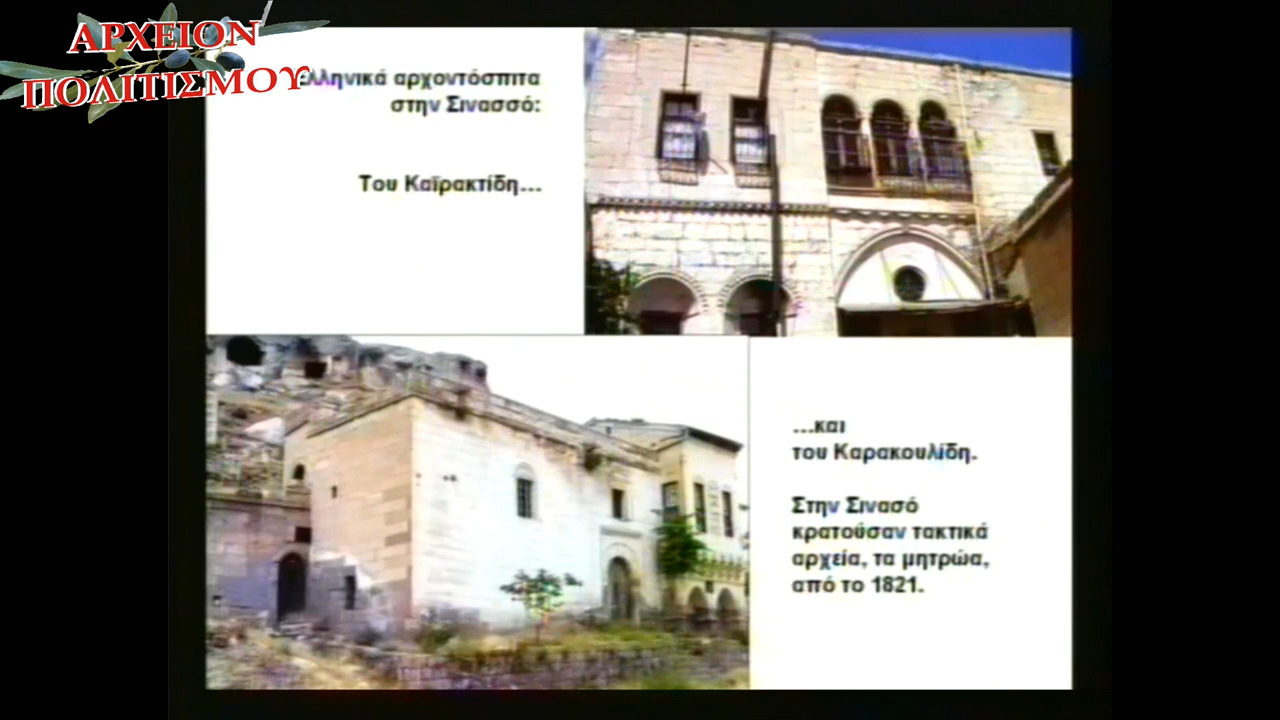 ΑΡΧΕΙΟΝ
ΠΟΛΙΤΙΣΜΟΥ
ελληνικά αρχοντόσπιτα
στην Σινασσό:
Του Καϊρακτίδη...
...και
του Καρακουλίδη.
Στην Σινασό
κρατούσαν τακτικά
αρχεία, τα μητρώα,
από το 1821.